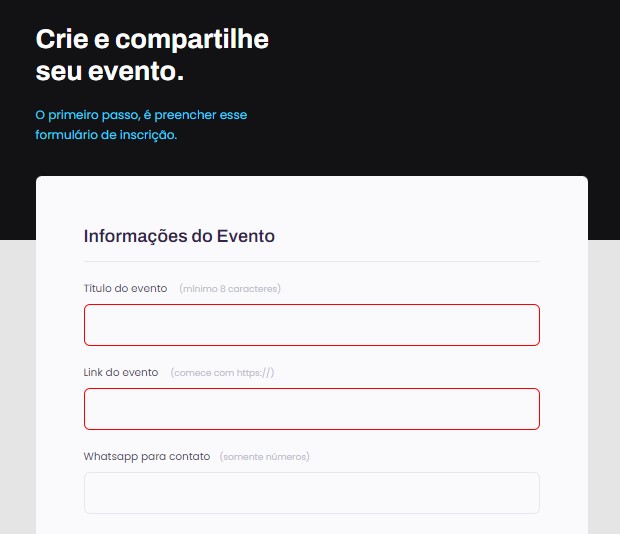 Crie e compartilhe
seu evento.
O primeiro passo, é preencher esse
formulário de inscrição.
Informações do Evento
Título do evento (mínimo 8 caracteres)
Link do evento (comece com https://)
Whatsapp para contato (somente números)